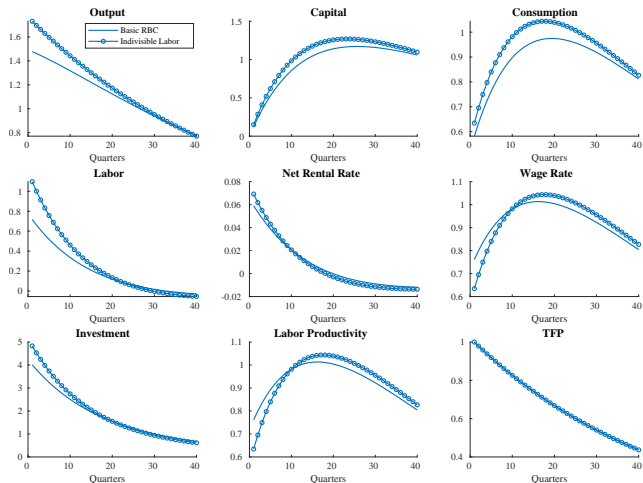 Output
1.6
1.4
1.2
1
0.8
0 10 20 30 40
Quarters
Basic RBC
Indivisible Labor
Capital
1.5
1
0.5
0
0 10 20 30 40
Quarters
Consumption
1
0.9
0.8
0.7
0.6
0 10 20 30 40
Quarters
Labor
1
0.8
0.6
0.4
0.2
0
0 10 20 30 40
Quarters
Net Rental Rate
0.08
0.06
0.04
0.02
0
-0.02
0 10 20 30 40
Quarters
Wage Rate
1.1
1
0.9
0.8
0.7
0.6
0 10 20 30 40
Quarters
Investment
5
4
3
2
1
0
0 10 20 30 40
Quarters
Labor Productivity
1.1
1
0.9
0.8
0.7
0.6
0 10 20 30 40
Quarters
TFP
1
0.8
0.6
0.4
0 10 20 30 40
Quarters